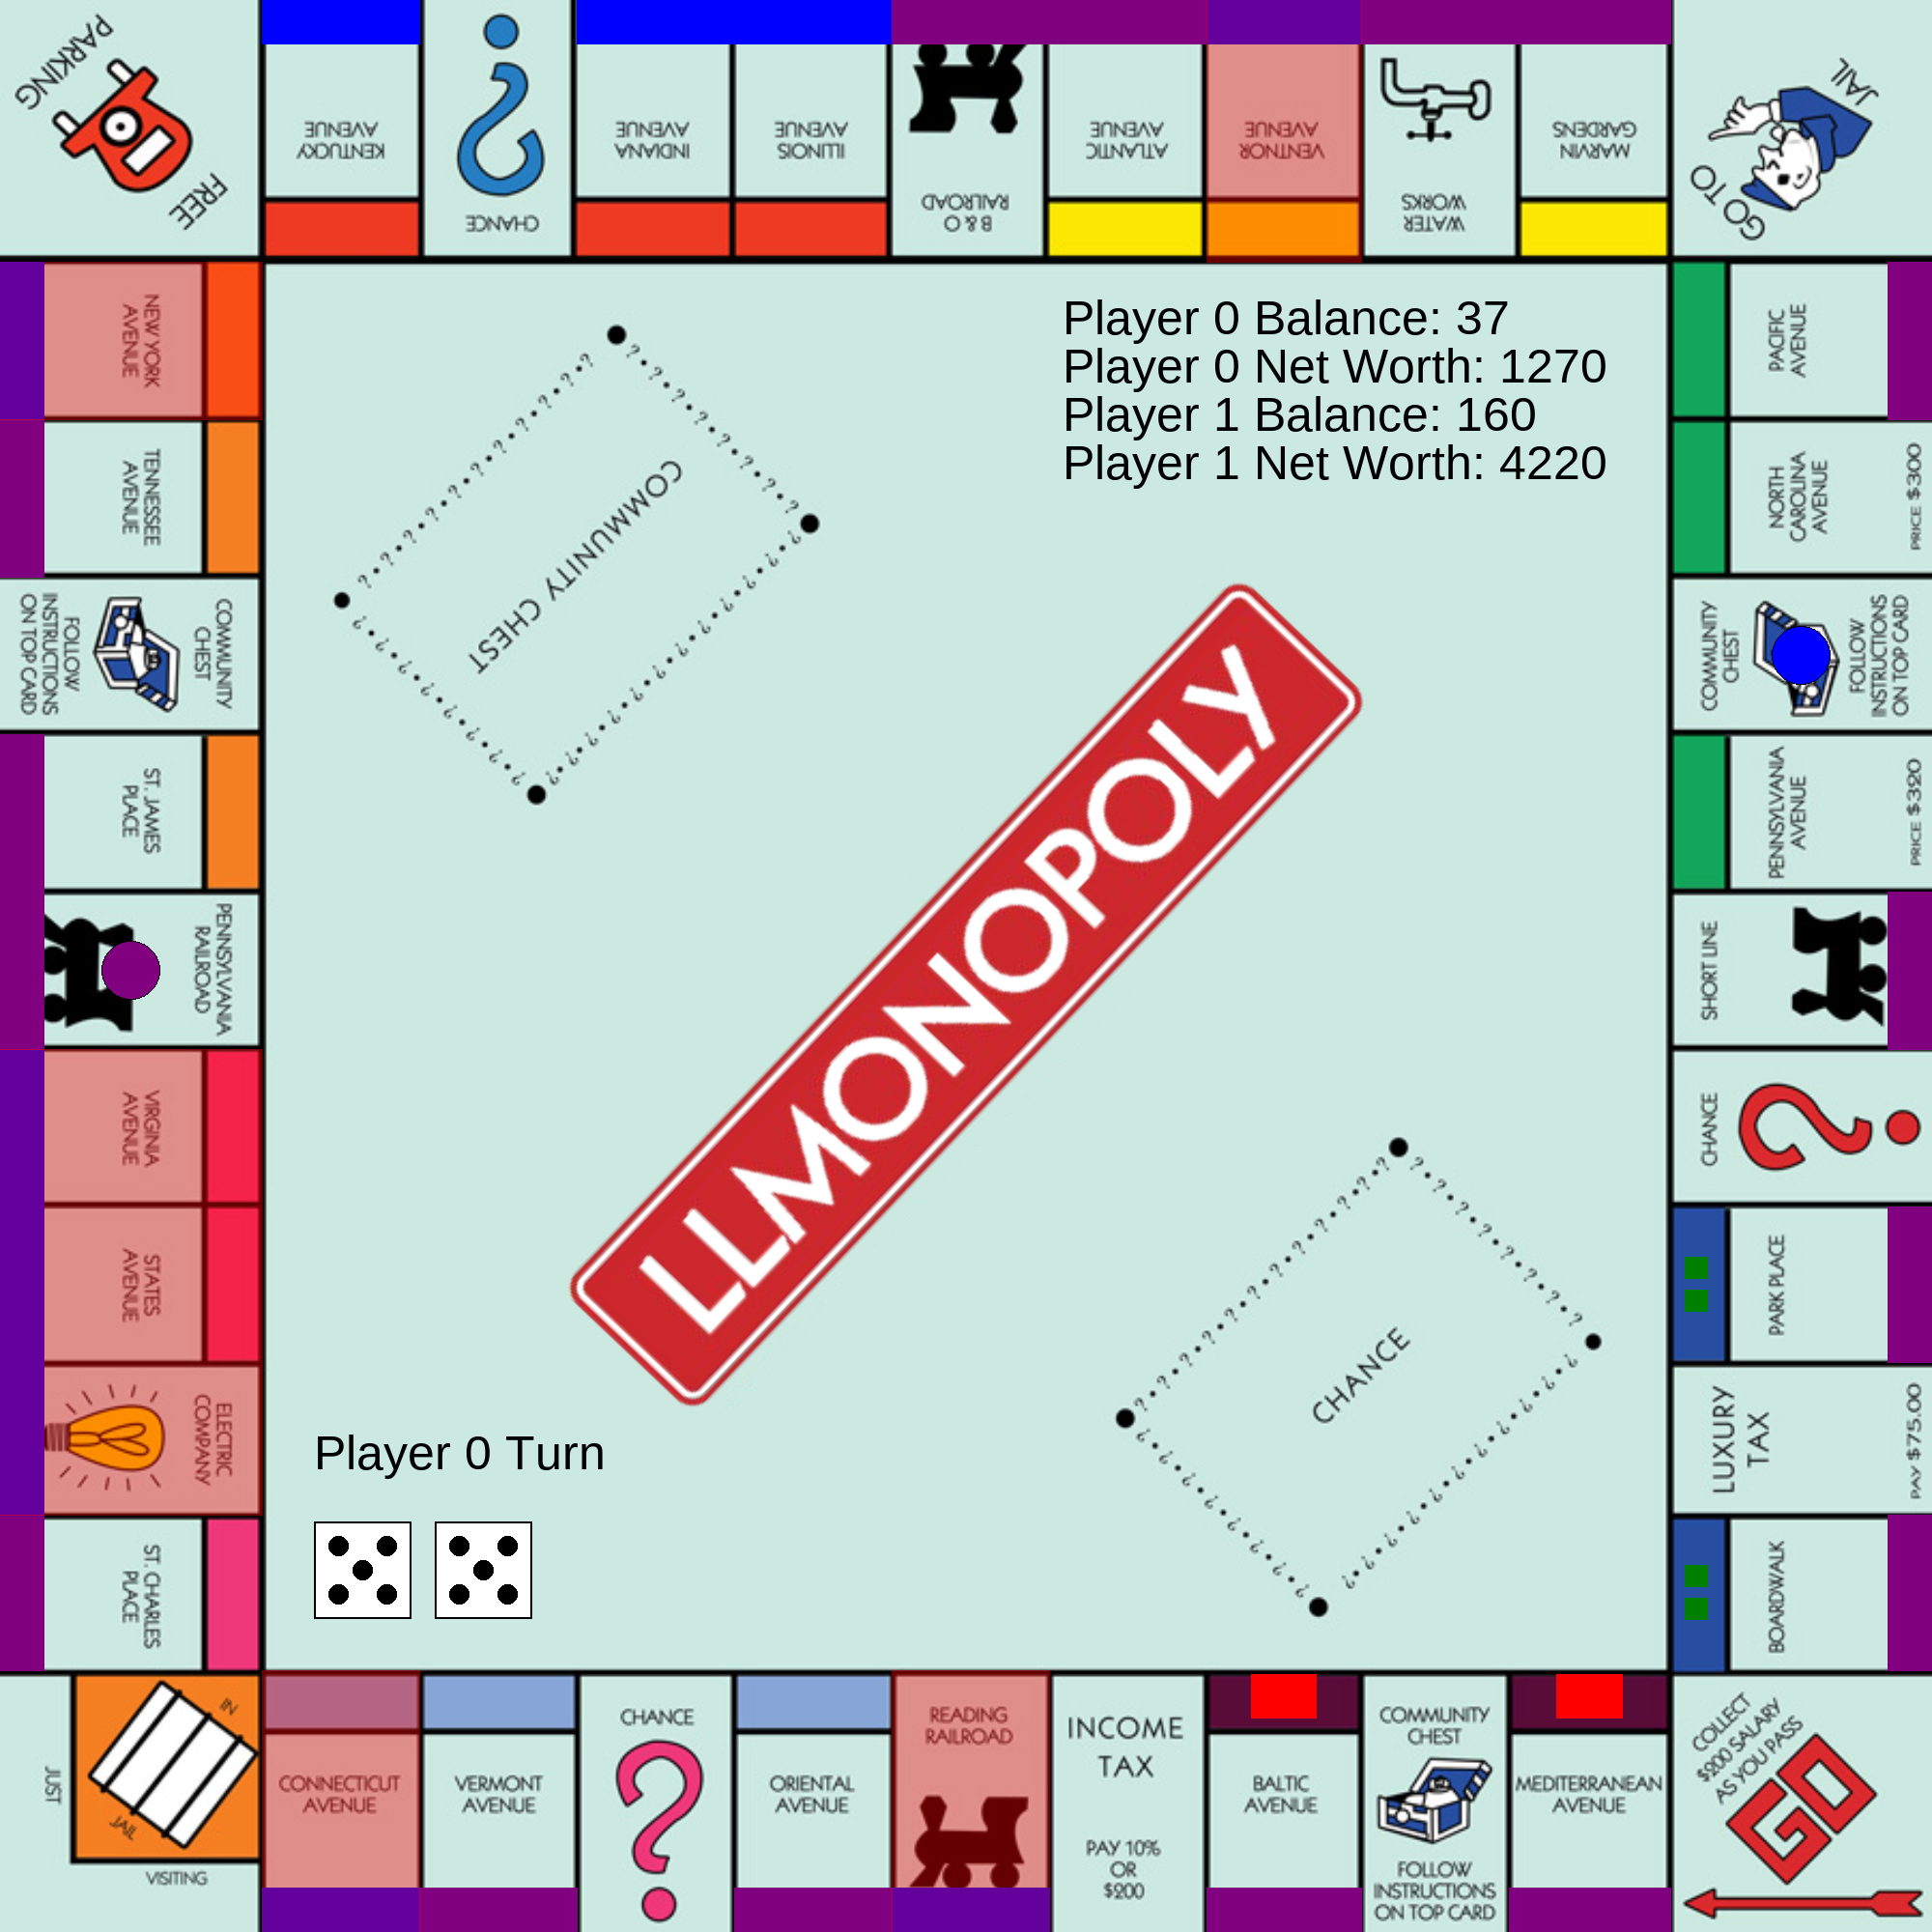 FREE
PARKING
KENTUCKY
AVENUE
CHANCE
INDIANA
AVENUE
ILLINOIS
AVENUE
B & O
RAILROAD
ATLANTIC
AVENUE
VENTNOR
AVENUE
WATER
WORKS
MARVIN
GARDENS
GO TO
JAIL
NEW YORK
AVENUE
TENNESSEE
AVENUE
COMMUNITY
CHEST
FOLLOW
INSTRUCTIONS
ON TOP CARD
ST. JAMES
PLACE
PENNSYLVANIA
RAILROAD
VIRGINIA
AVENUE
STATES
AVENUE
ELECTRIC
COMPANY
ST. CHARLES
PLACE
Player 0 Balance: 37
Player 0 Net Worth: 1270
Player 1 Balance: 160
Player 1 Net Worth: 4220
COMMUNITY CHEST
LLMONOPOLY
CHANCE
Player 0 Turn
PACIFIC
AVENUE
NORTH
CAROLINA
AVENUE
PRICE $300
COMMUNITY
CHEST
FOLLOW
INSTRUCTIONS
ON TOP CARD
PENNSYLVANIA
AVENUE
PRICE $320
SHORT LINE
CHANCE
PARK PLACE
LUXURY
TAX
PAY $75.00
BOARDWALK
JUST
VISITING
IN
JAIL
CONNECTICUT
AVENUE
VERMONT
AVENUE
CHANCE
ORIENTAL
AVENUE
READING
RAILROAD
INCOME
TAX
PAY 10%
OR
$200
BALTIC
AVENUE
COMMUNITY
CHEST
FOLLOW
INSTRUCTIONS
ON TOP CARD
MEDITERRANEAN
AVENUE
COLLECT
$200 SALARY
AS YOU PASS
GO